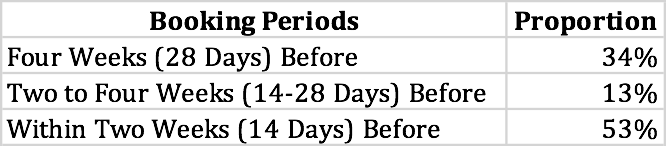 Booking Periods Proportion
Four Weeks (28 Days) Before 34%
Two to Four Weeks (14-28 Days) Before 13%
Within Two Weeks (14 Days) Before 53%